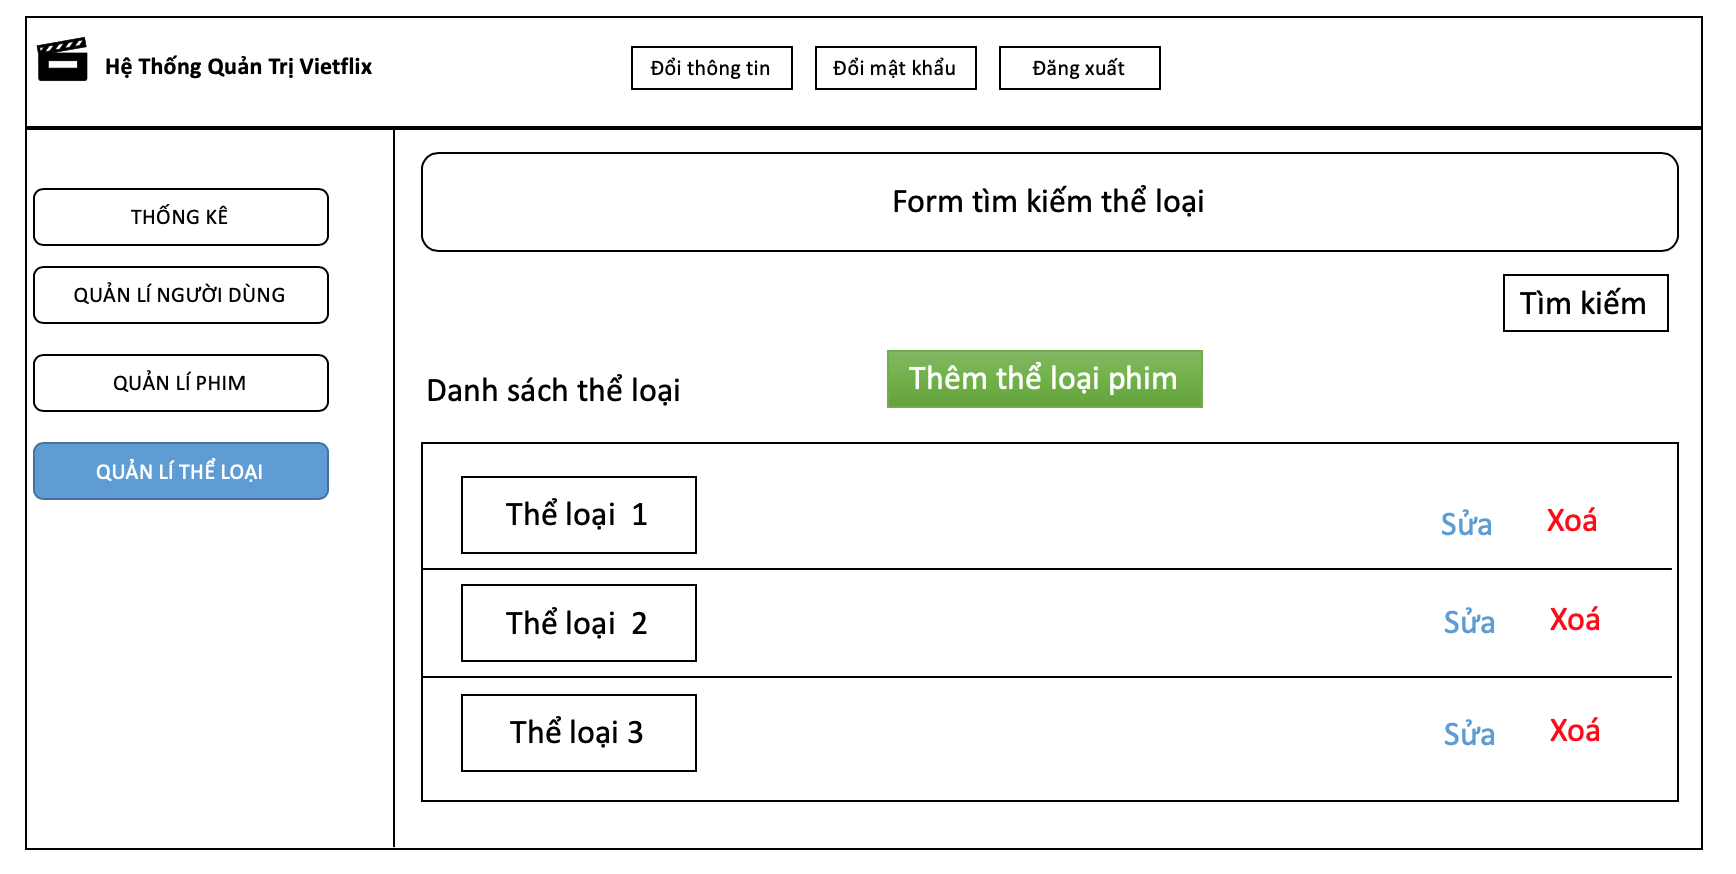 Hệ Thống Quản Trị Vietflix
Đổi thông tin
Đổi mật khẩu
Đăng xuất
THỐNG KÊ
QUẢN LÍ NGƯỜI DÙNG
QUẢN LÍ PHIM
QUẢN LÍ THỂ LOẠI
Form tìm kiếm thể loại
Tìm kiếm
Danh sách thể loại
Thêm thể loại phim
Thể loại 1
Sửa
Xoá
Thể loại 2
Sửa
Xoá
Thể loại 3
Sửa
Xoá